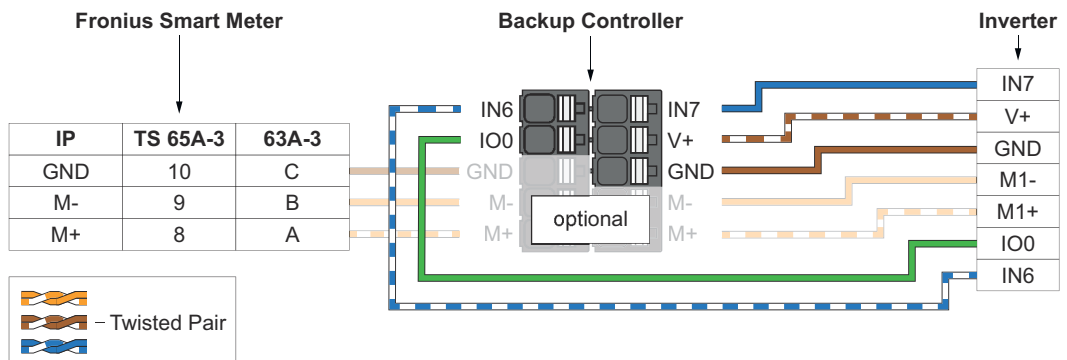 Fronius Smart Meter
Backup Controller
Inverter
IP TS 65A-3 63A-3
GND 10 C
M- 9 B
M+ 8 A
IN6
IO0
GND
M-
M+
optional
IN7
V+
GND
M-
M+
IN7
V+
GND
M1-
M1+
IO0
IN6
– Twisted Pair